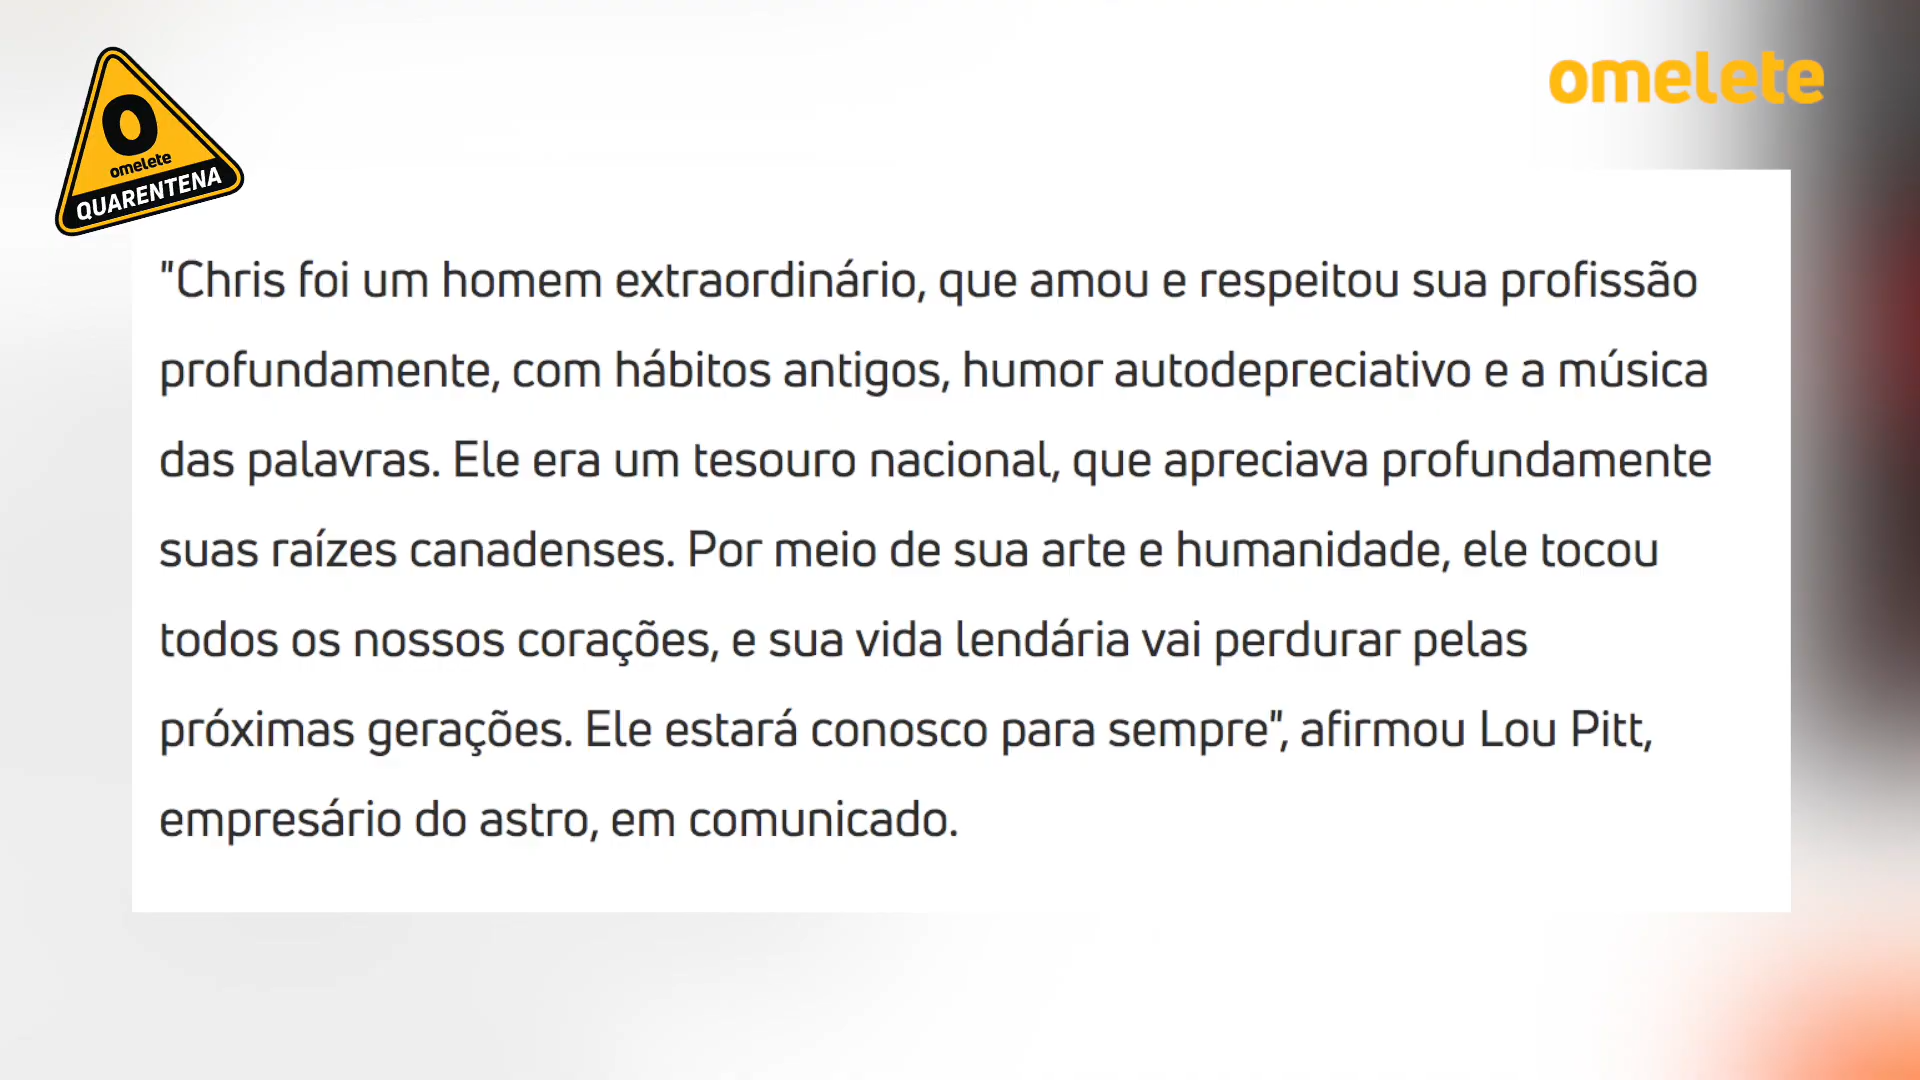 omelete
O
omelete
QUARENTENA
"Chris foi um homem extraordinário, que amou e respeitou sua profissão
profundamente, com hábitos antigos, humor autodepreciativo e a música
das palavras. Ele era um tesouro nacional, que apreciava profundamente
suas raízes canadenses. Por meio de sua arte e humanidade, ele tocou
todos os nossos corações, e sua vida lendária vai perdurar pelas
próximas gerações. Ele estará conosco para sempre", afirmou Lou Pitt,
empresário do astro, em comunicado.